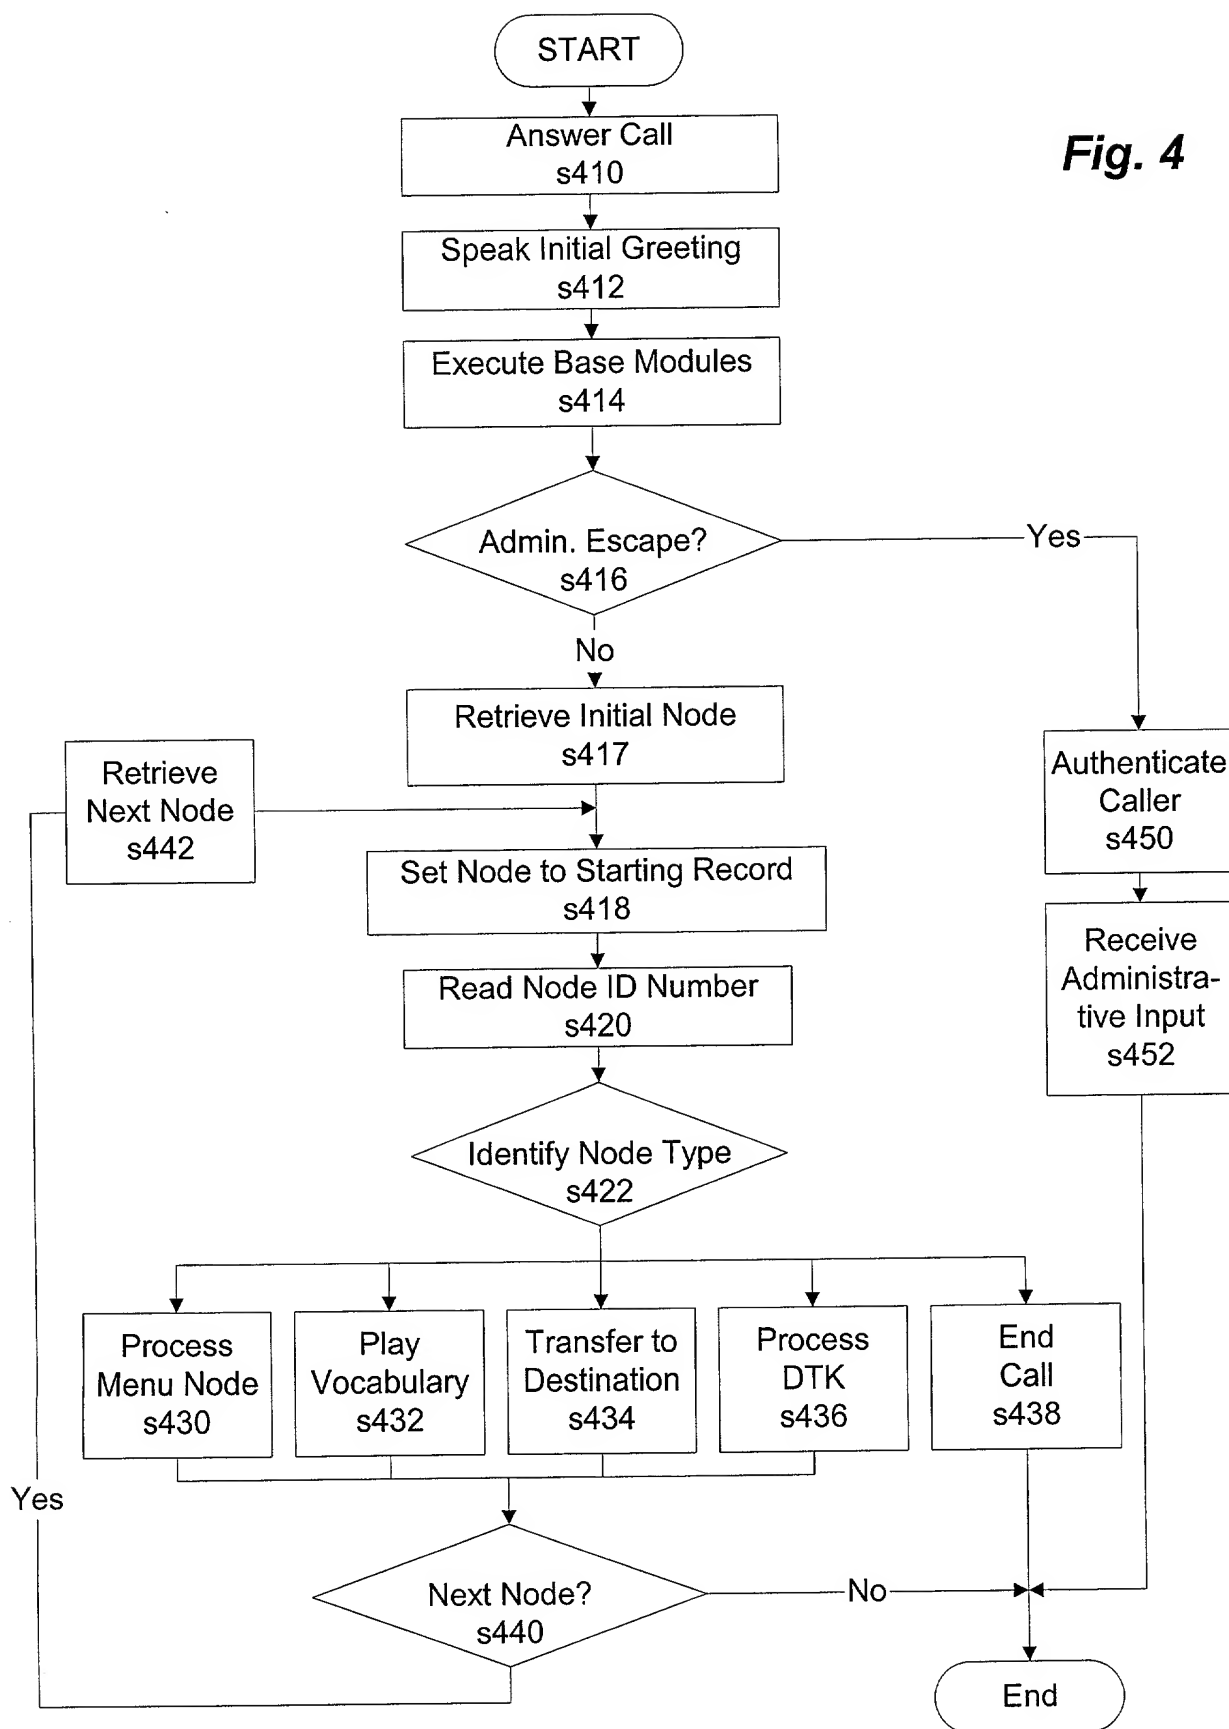 START
Fig. 4
Answer Call
s410
Speak Initial Greeting
s412
Execute Base Modules
s414
Admin. Escape?
s416
Yes
No
Retrieve Initial Node
s417
Retrieve
Next Node
s442
Authenticate
Caller
s450
Set Node to Starting Record
s418
Receive
Administra-
tive Input
s452
Read Node ID Number
s420
Identify Node Type
s422
Process
Menu Node
s430
Play
Vocabulary
s432
Transfer to
Destination
s434
Process
DTK
s436
End
Call
s438
Yes
Next Node?
s440
No
End